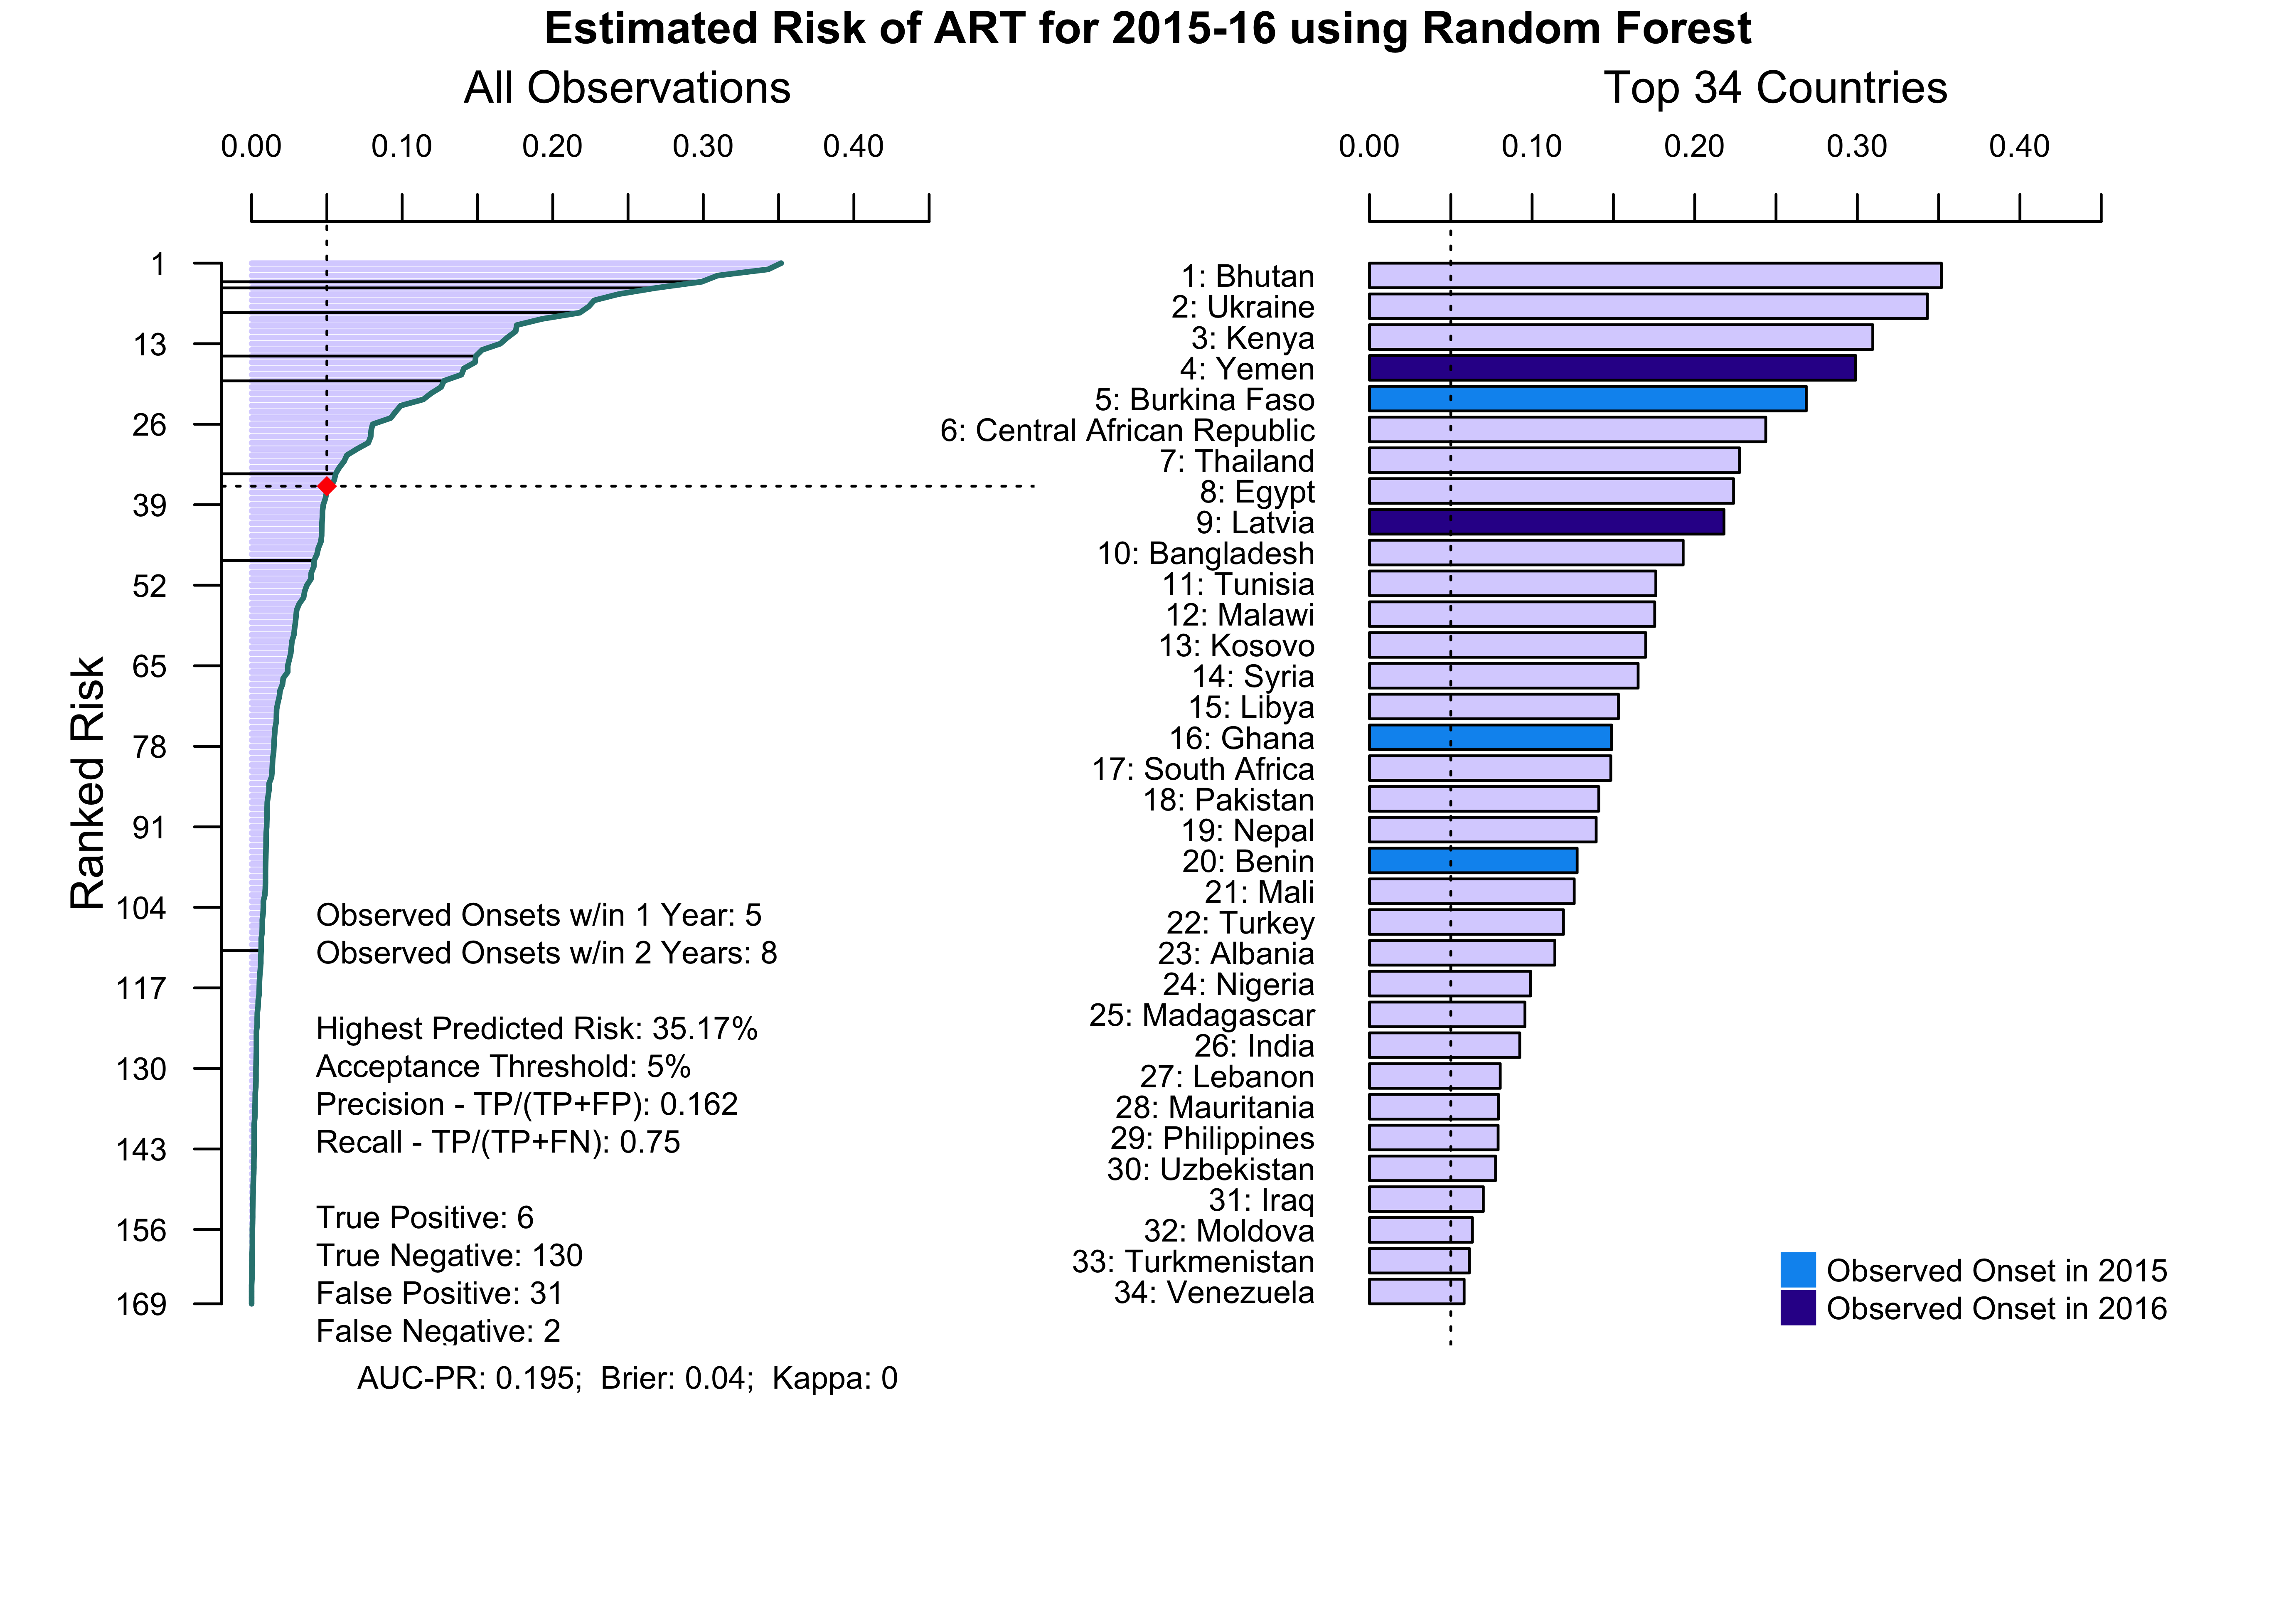 Estimated Risk of ART for 2015-16 using Random Forest
All Observations
0.00 0.10 0.20 0.30 0.40
Ranked Risk
1
13
26
39
52
65
78
91
104
117
130
143
156
169
Observed Onsets w/in 1 Year: 5
Observed Onsets w/in 2 Years: 8
Highest Predicted Risk: 35.17%
Acceptance Threshold: 5%
Precision - TP/(TP+FP): 0.162
Recall - TP/(TP+FN): 0.75
True Positive: 6
True Negative: 130
False Positive: 31
False Negative: 2
AUC-PR: 0.195; Brier: 0.04; Kappa: 0
Top 34 Countries
0.00 0.10 0.20 0.30 0.40
1: Bhutan
2: Ukraine
3: Kenya
4: Yemen
5: Burkina Faso
6: Central African Republic
7: Thailand
8: Egypt
9: Latvia
10: Bangladesh
11: Tunisia
12: Malawi
13: Kosovo
14: Syria
15: Libya
16: Ghana
17: South Africa
18: Pakistan
19: Nepal
20: Benin
21: Mali
22: Turkey
23: Albania
24: Nigeria
25: Madagascar
26: India
27: Lebanon
28: Mauritania
29: Philippines
30: Uzbekistan
31: Iraq
32: Moldova
33: Turkmenistan
34: Venezuela
Observed Onset in 2015
Observed Onset in 2016